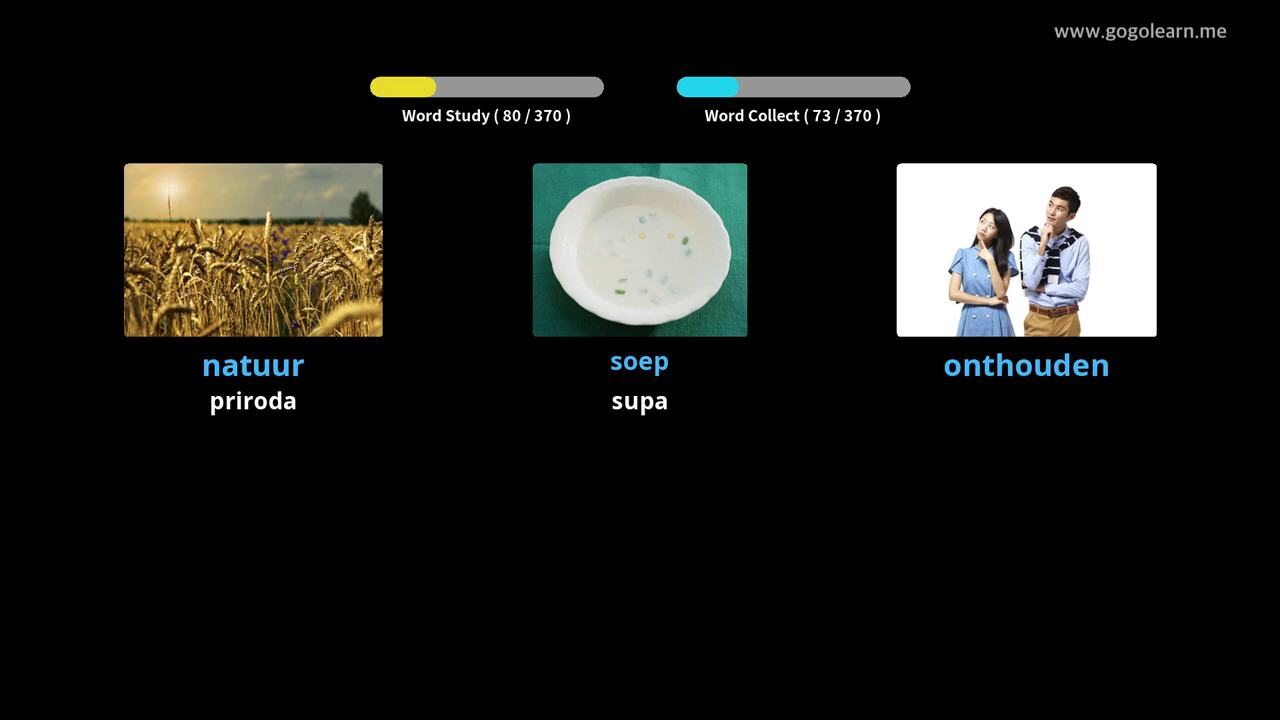 www.gogolearn.me
Word Study ( 80 / 370 )
Word Collect ( 73 / 370 )
natuur
priroda
soep
supa
onthouden